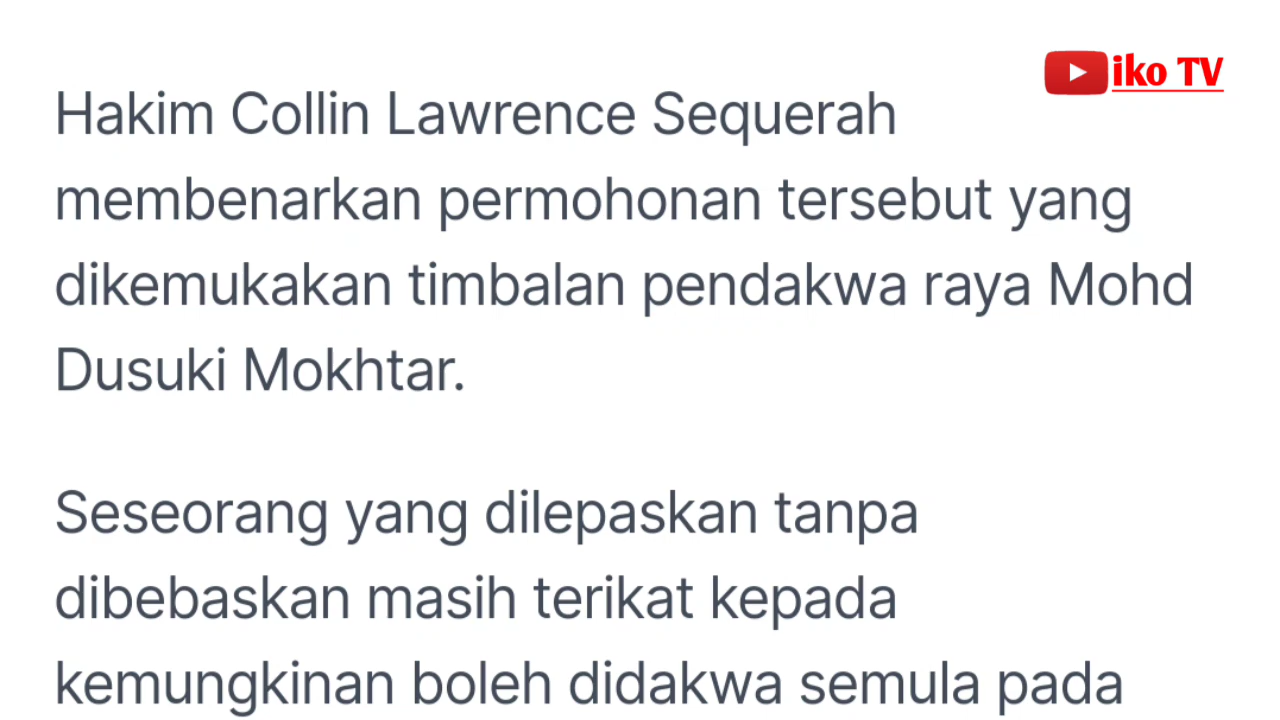 iko TV
Hakim Collin Lawrence Sequerah
membenarkan permohonan tersebut yang
dikemukakan timbalan pendakwa raya Mohd
Dusuki Mokhtar.
Seseorang yang dilepaskan tanpa
dibebaskan masih terikat kepada
kemungkinan boleh didakwa semula pada